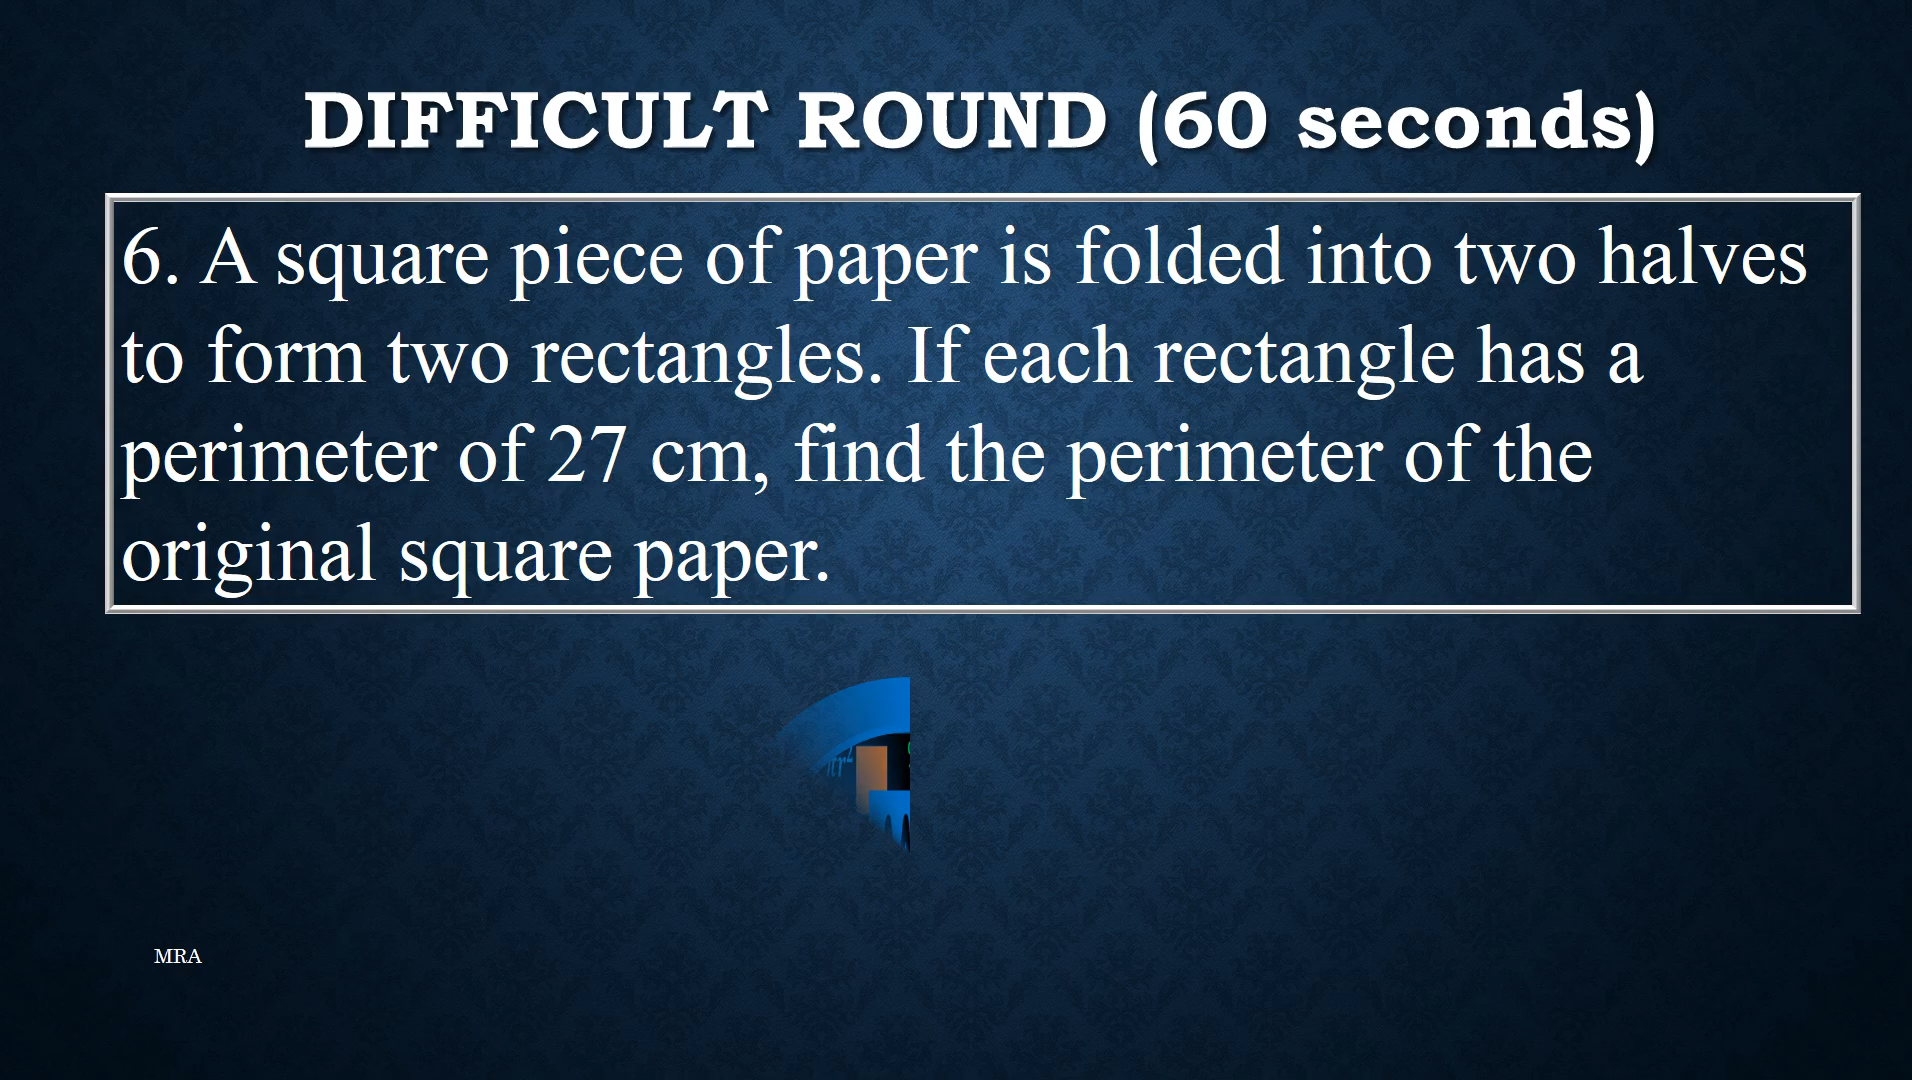 DIFFICULT ROUND (60 seconds)
6. A square piece of paper is folded into two halves
to form two rectangles. If each rectangle has a
perimeter of 27 cm, find the perimeter of the
original square paper.
MRA